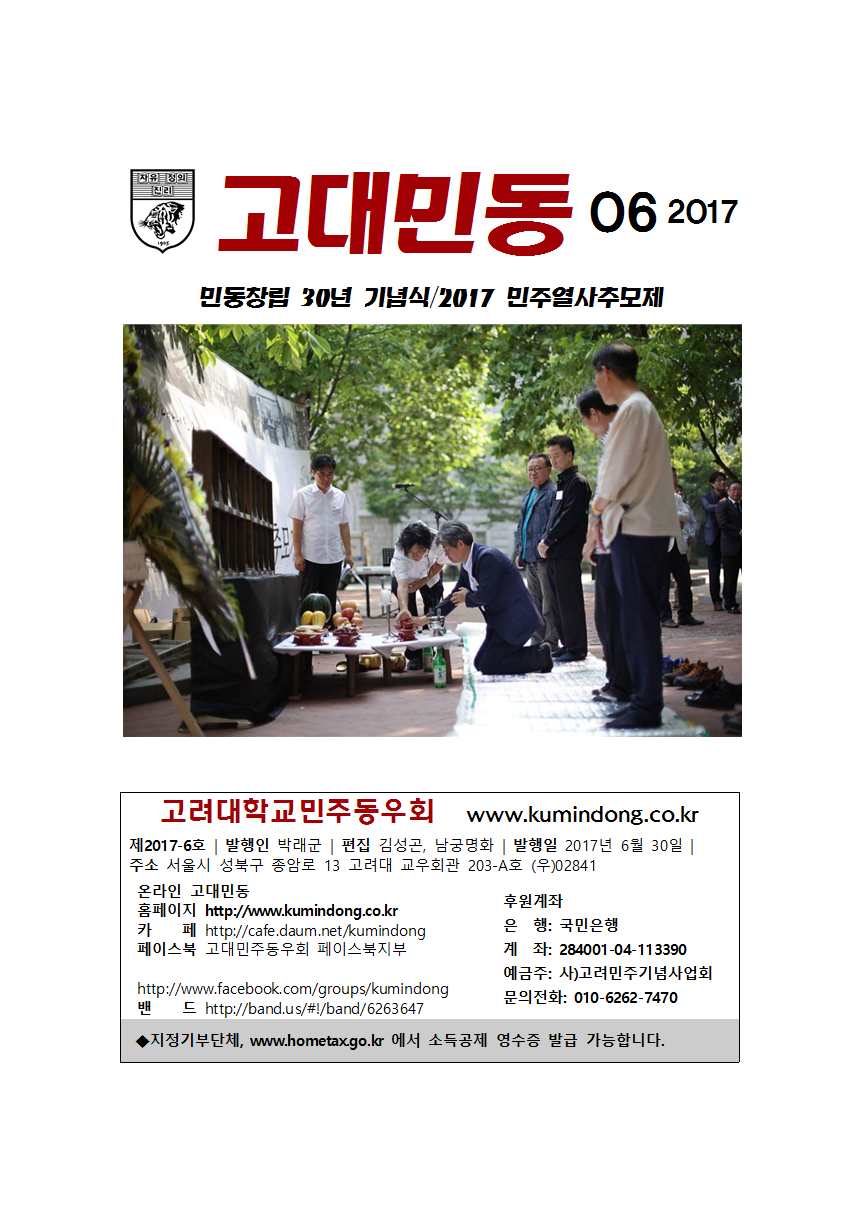 자유 정의
진리
1905
고대민동 06 2017
민동창립 30년 기념식/2017 민주열사추모제
추모
고려대학교민주동우회 www.kumindong.co.kr
제2017-6호 | 발행인 박래군 | 편집 김성곤, 남궁명화 | 발행일 2017년 6월 30일 |
주소 서울시 성북구 종암로 13 고려대 교우회관 203-A호 (우)02841
온라인 고대민동
홈페이지 http://www.kumindong.co.kr
카 페 http://cafe.daum.net/kumindong
페이스북 고대민주동우회 페이스북지부
http://www.facebook.com/groups/kumindong
밴 드 http://band.us/#!/band/6263647
후원계좌
은 행: 국민은행
계 좌: 284001-04-113390
예금주: 사)고려민주기념사업회
문의전화: 010-6262-7470
◆지정기부단체, www.hometax.go.kr 에서 소득공제 영수증 발급 가능합니다.